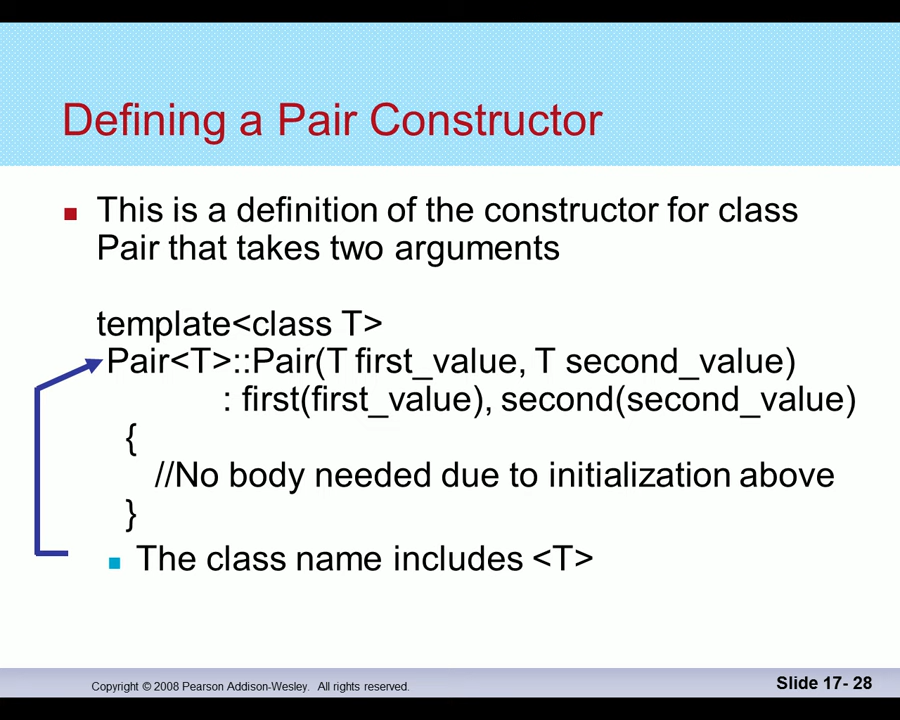 Defining a Pair Constructor
This is a definition of the constructor for class
Pair that takes two arguments
template<class T>
Pair<T>::Pair(T first_value, T second_value)
: first(first_value), second(second_value)
{
//No body needed due to initialization above
}
The class name includes <T>
Copyright © 2008 Pearson Addison-Wesley. All rights reserved.
Slide 17- 28